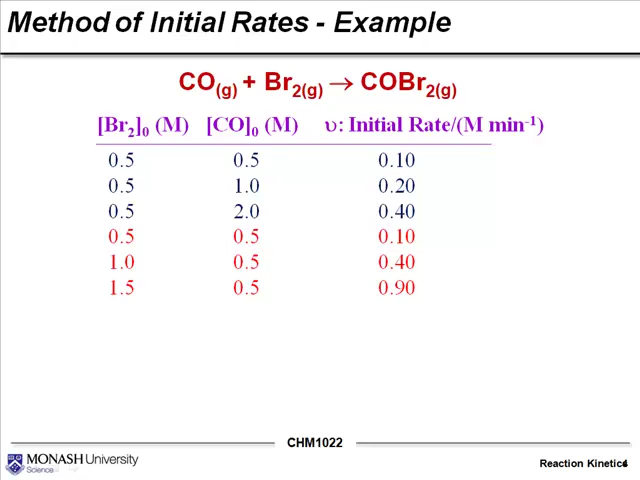 Method of Initial Rates - Example
CO(g) + Br2(g) → COBr2(g)
[Br2]0 (M) [CO]0 (M) υ: Initial Rate/(M min-1)
0.5 0.5 0.10
0.5 1.0 0.20
0.5 2.0 0.40
0.5 0.5 0.10
1.0 0.5 0.40
1.5 0.5 0.90
CHM1022
MONASH University
Science
Reaction Kinetics